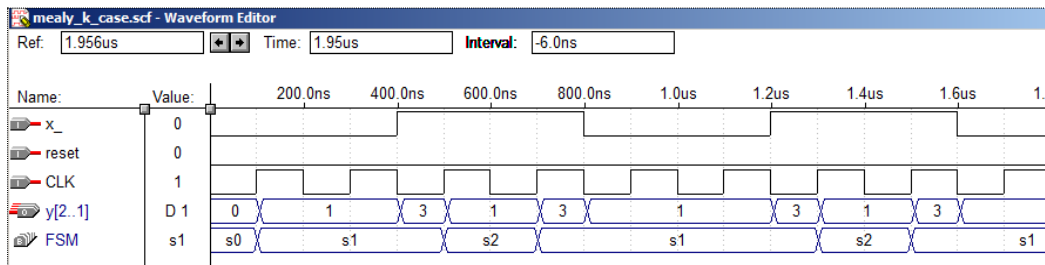 mealy_k_case.scf - Waveform Editor
Ref: 1.956us Time: 1.95us Interval: -6.0ns
Name: Value: 200.0ns 400.0ns 600.0ns 800.0ns 1.0us 1.2us 1.4us 1.6us 1.
x_ 0
reset 0
CLK 1
y[2..1] D 1 0 1 3 1 3 1 3 1 3
FSM s1 s0 s1 s2 s1 s2 s1